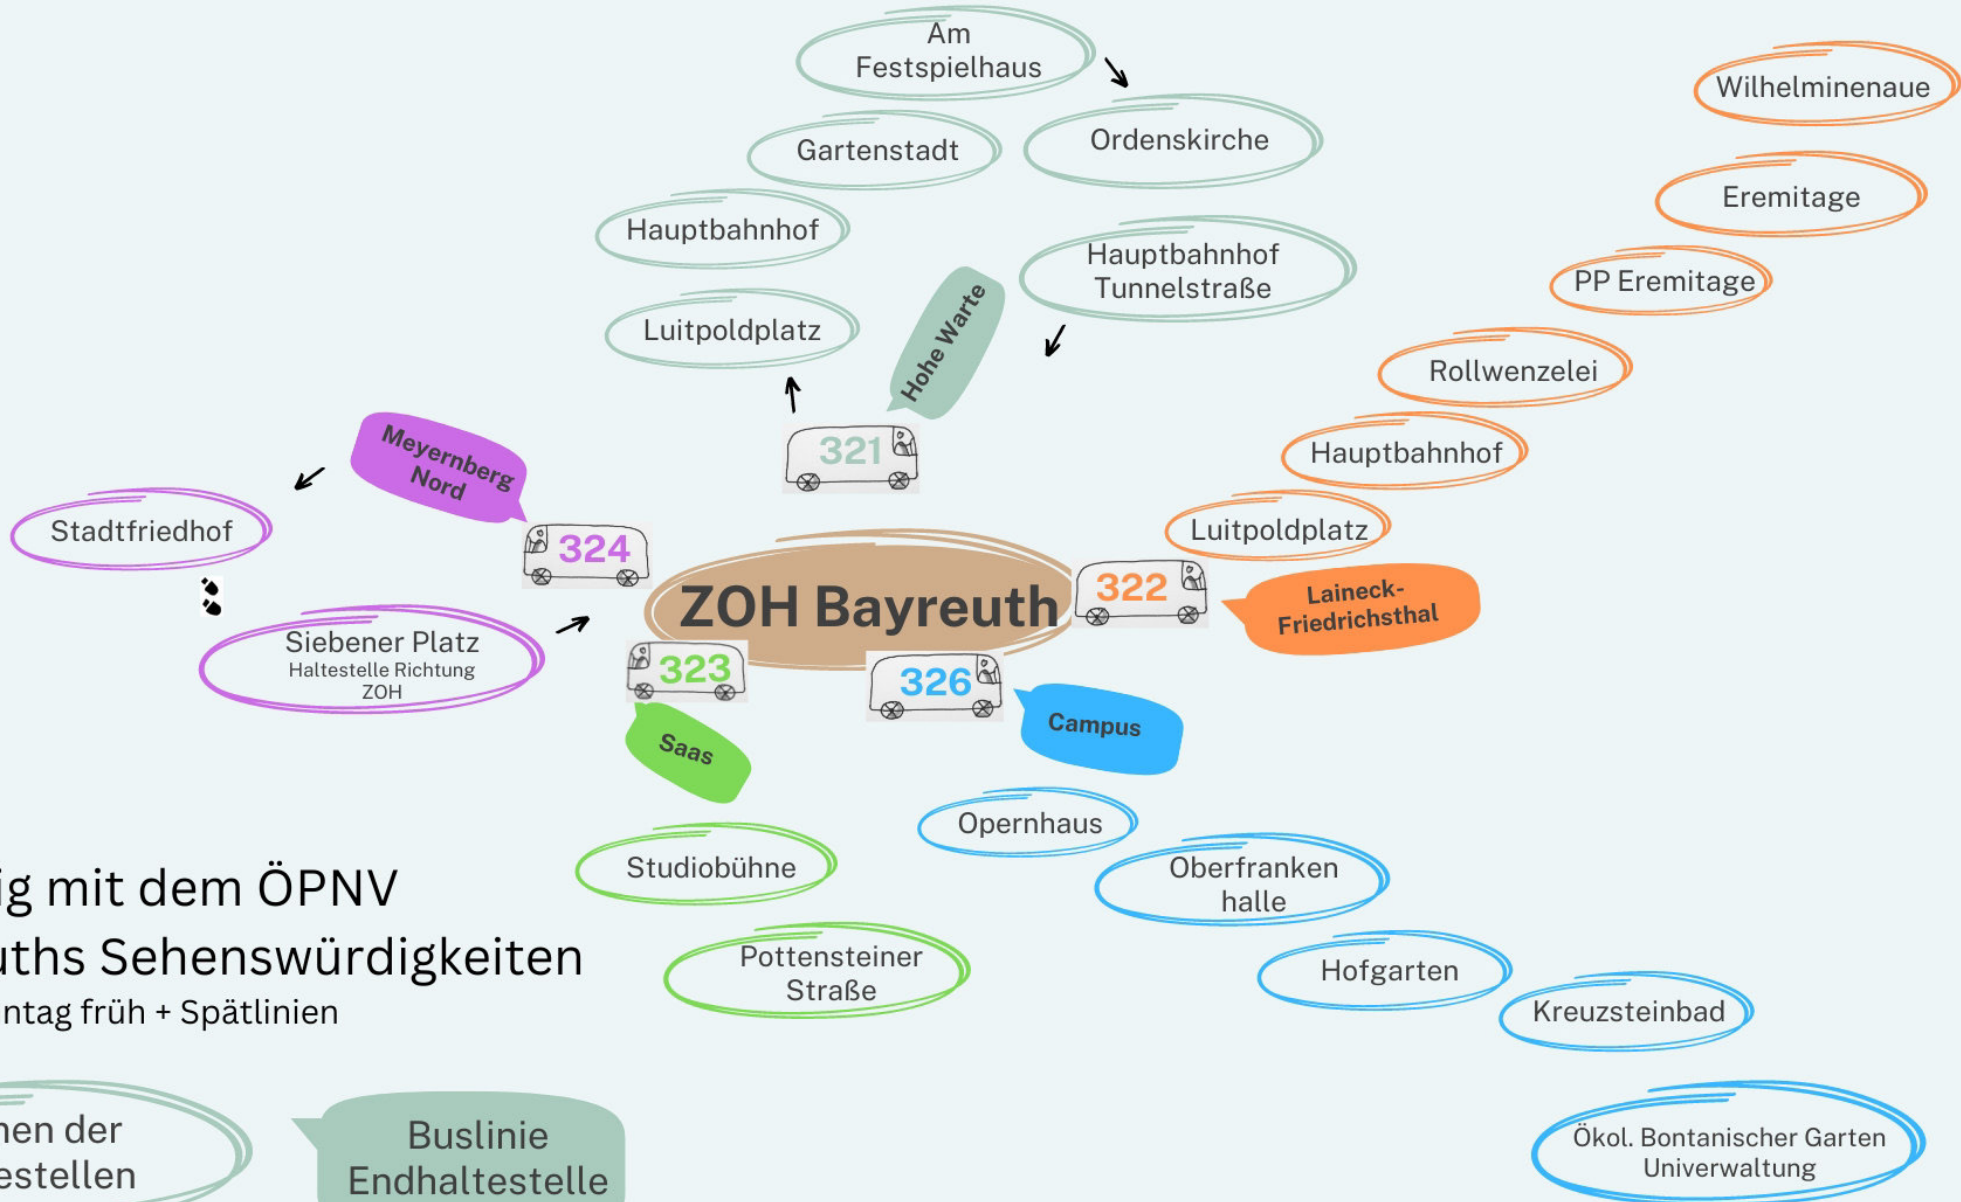 Am
Festspielhaus
Wilhelminenaue
Ordenskirche
Gartenstadt
Eremitage
Hauptbahnhof
Hauptbahnhof
Tunnelstraße
PP Eremitage
Luitpoldplatz
Hohe Warte
Rollwenzelei
Meyernberg
Nord
321
Hauptbahnhof
Stadtfriedhof
324
Luitpoldplatz
ZOH Bayreuth
322
Laineck-
Friedrichsthal
Siebener Platz
Haltestelle Richtung
ZOH
323
326
Saas
Campus
Opernhaus
Studiobühne
Oberfranken
halle
ig mit dem ÖPNV
uths Sehenswürdigkeiten
ntag früh + Spätlinien
Pottensteiner
Straße
Hofgarten
Kreuzsteinbad
nen der
estellen
Buslinie
Endhaltestelle
Ökol. Bontanischer Garten
Univerwaltung